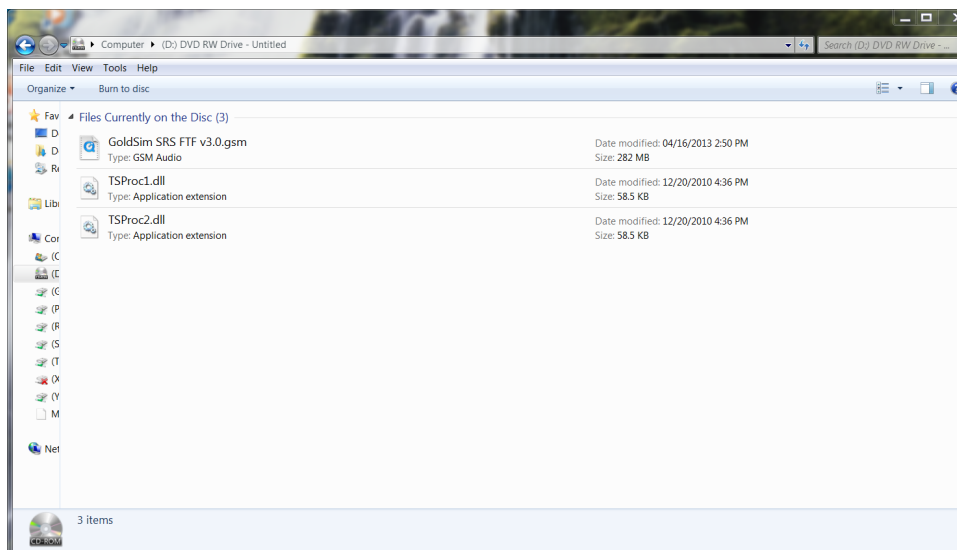 Computer ▸ (D:) DVD RW Drive - Untitled
Search (D:) DVD RW Drive - ...
File Edit View Tools Help
Organize Burn to disc
Fav
Files Currently on the Disc (3)
D
GoldSim SRS FTF v3.0.gsm
Date modified: 04/16/2013 2:50 PM
D
Type: GSM Audio
Size: 282 MB
Re
TSProc1.dll
Date modified: 12/20/2010 4:36 PM
Type: Application extension
Size: 58.5 KB
Libr
TSProc2.dll
Date modified: 12/20/2010 4:36 PM
Type: Application extension
Size: 58.5 KB
Cor
(C
(D
(G
(P
(R
(S
(T
(X
(Y
M
Net
3 items
CD-ROM